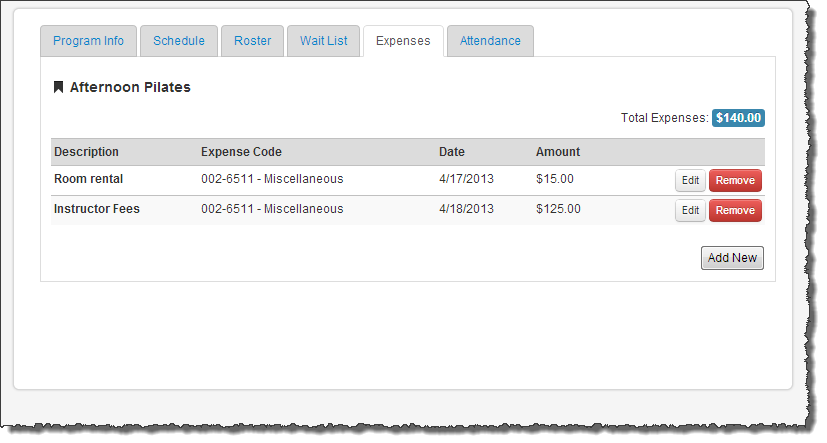 Program Info Schedule Roster Wait List Expenses Attendance
Afternoon Pilates
Total Expenses: $140.00
Description Expense Code Date Amount
Room rental 002-6511 - Miscellaneous 4/17/2013 $15.00 Edit Remove
Instructor Fees 002-6511 - Miscellaneous 4/18/2013 $125.00 Edit Remove
Add New